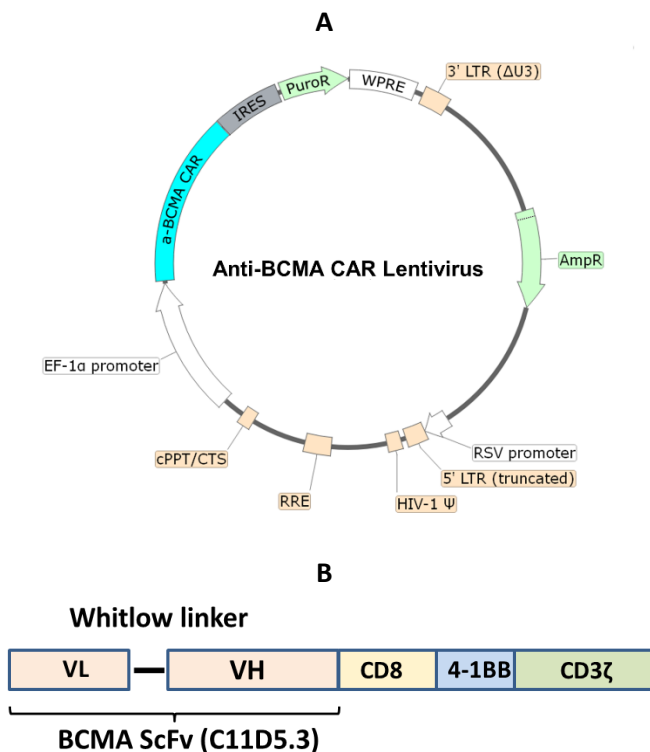 A
PuroR
WPRE
3' LTR (ΔU3)
IRES
a-BCMA CAR
Anti-BCMA CAR Lentivirus
AmpR
EF-1α promoter
cPPT/CTS
RRE
HIV-1 Ψ
5' LTR (truncated)
RSV promoter
B
Whitlow linker
VL
VH
CD8
4-1BB
CD3ζ
BCMA ScFv (C11D5.3)